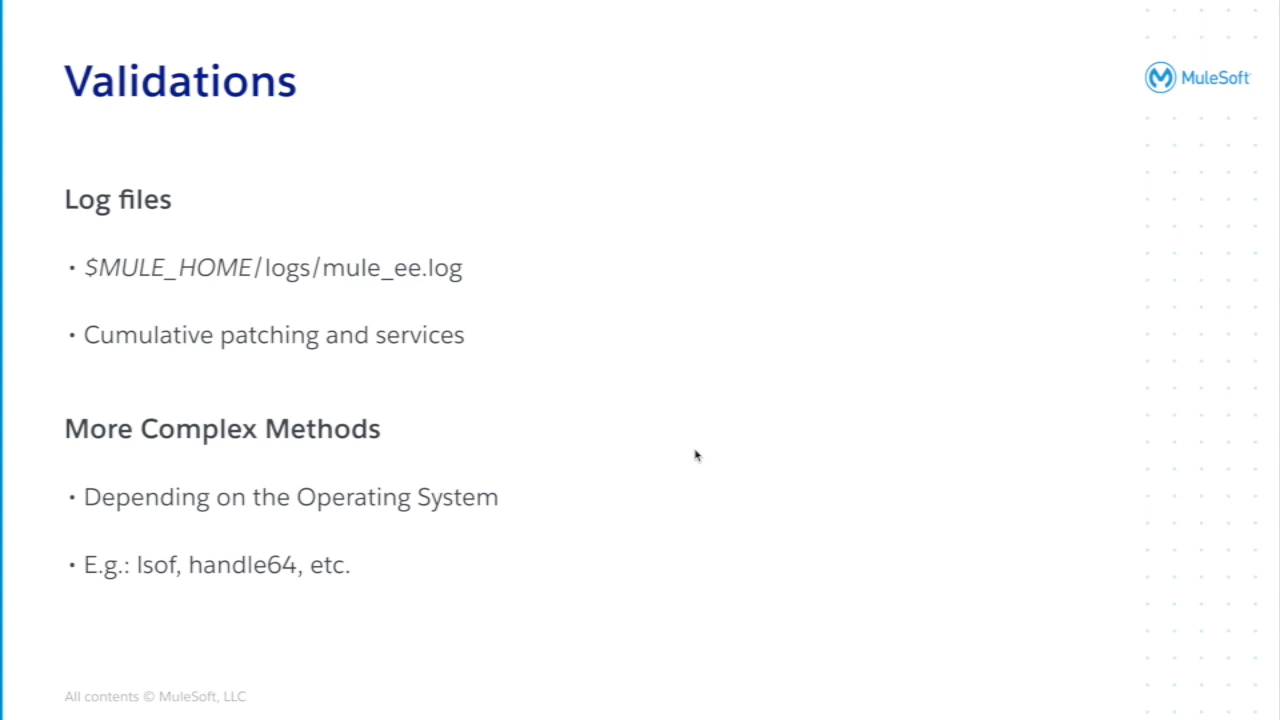 Validations
MuleSoft
Log files
• $MULE_HOME/logs/mule_ee.log
• Cumulative patching and services
More Complex Methods
• Depending on the Operating System
• E.g.: lsof, handle64, etc.
All contents © MuleSoft, LLC